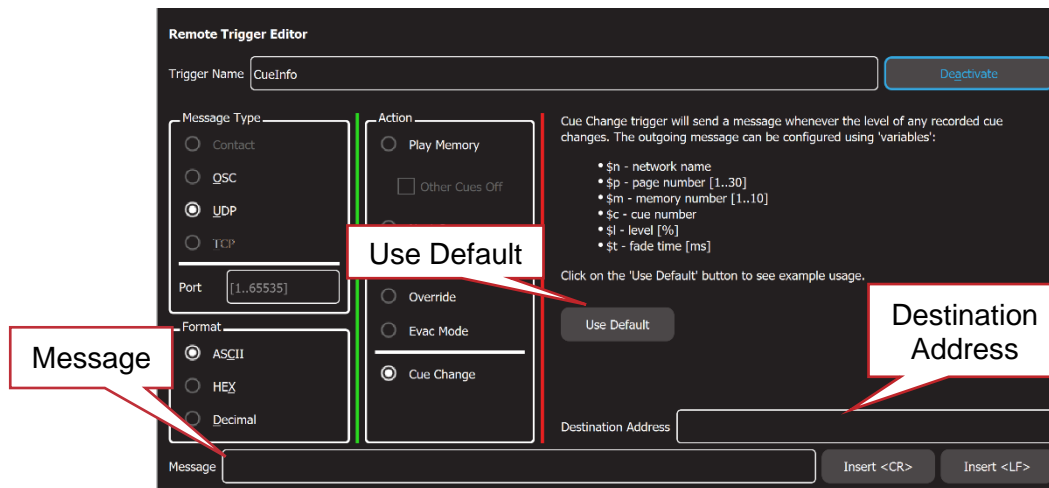 Remote Trigger Editor
Trigger Name CueInfo Deactivate
Message Type
Contact
OSC
UDP
TCP
Port [1..65535]
Format
ASCII
HEX
Decimal
Action
Play Memory
Other Cues Off
Override
Evac Mode
Cue Change
Cue Change trigger will send a message whenever the level of any recorded cue
changes. The outgoing message can be configured using 'variables':
• $n - network name
• $p - page number [1..30]
• $m - memory number [1..10]
• $c - cue number
• $l - level [%]
• $t - fade time [ms]
Click on the 'Use Default' button to see example usage.
Use Default
Destination Address
Message Insert <CR> Insert <LF>
Use Default
Message
Destination
Address